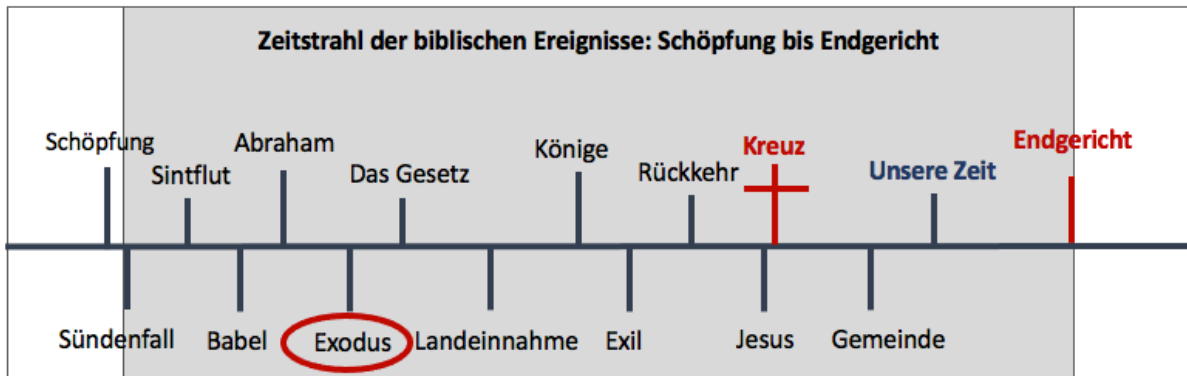 Zeitstrahl der biblischen Ereignisse: Schöpfung bis Endgericht
Schöpfung
Sintflut
Abraham
Das Gesetz
Könige
Rückkehr
Kreuz
Unsere Zeit
Endgericht
Sündenfall
Babel
Exodus
Landeinnahme
Exil
Jesus
Gemeinde